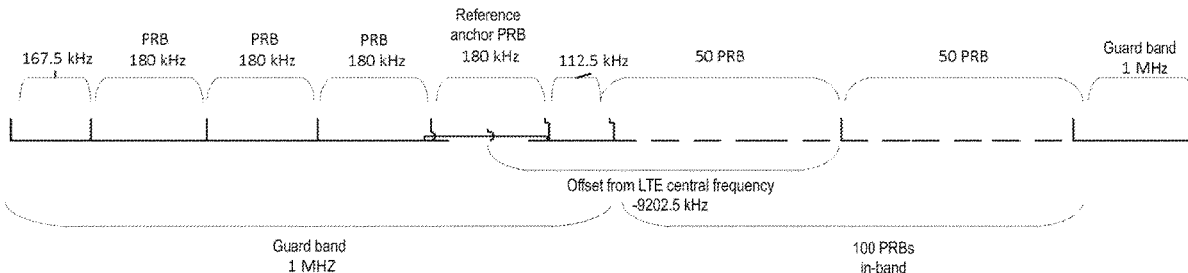 167.5 kHz
PRB
180 kHz
PRB
180 kHz
PRB
180 kHz
Reference
anchor PRB
180 kHz
112.5 kHz
50 PRB
50 PRB
Guard band
1 MHz
Offset from LTE central frequency
-9202.5 kHz
Guard band
1 MHZ
100 PRBs
in-band